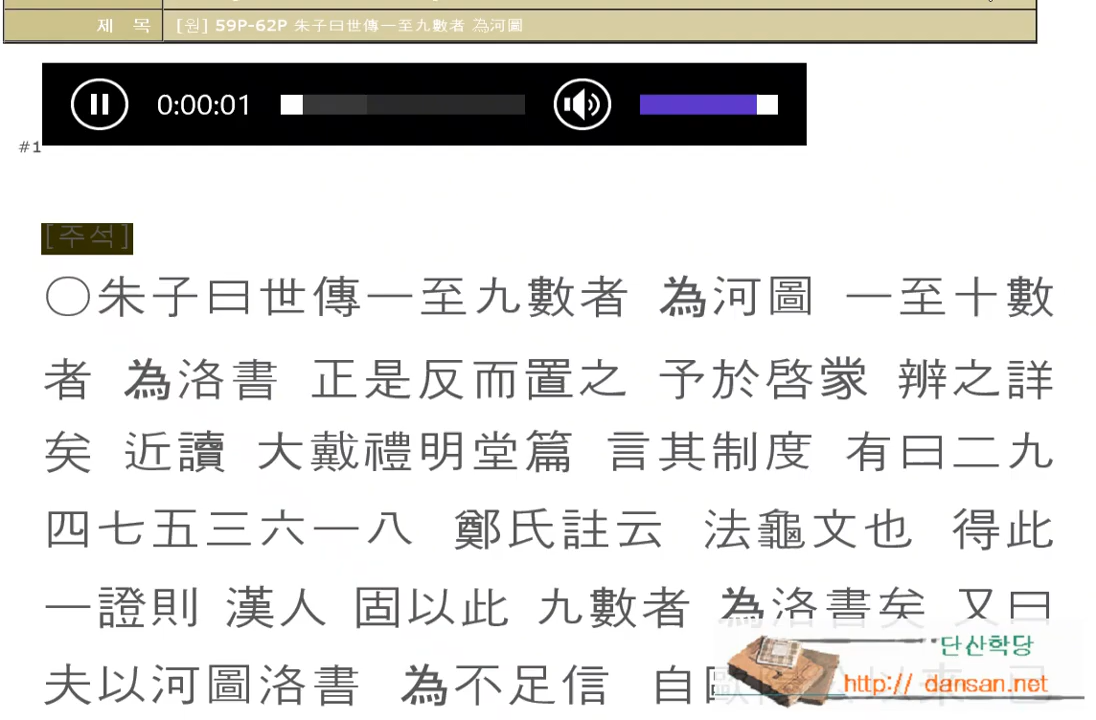 제 목 [원] 59P-62P 朱子曰世傳一至九數者 為河圖
0:00:01
#1
[주석]
○朱子曰世傳一至九數者 為河圖 一至十數
者 為洛書 正是反而置之 予於啓蒙 辨之詳
矣 近讀 大戴禮明堂篇 言其制度 有曰二九
四七五三六一八 鄭氏註云 法龜文也 得此
一證則 漢人 固以此 九數者 為洛書矣 又曰
夫以河圖洛書 為不足信 自歐
단산학당
http:// dansan.net